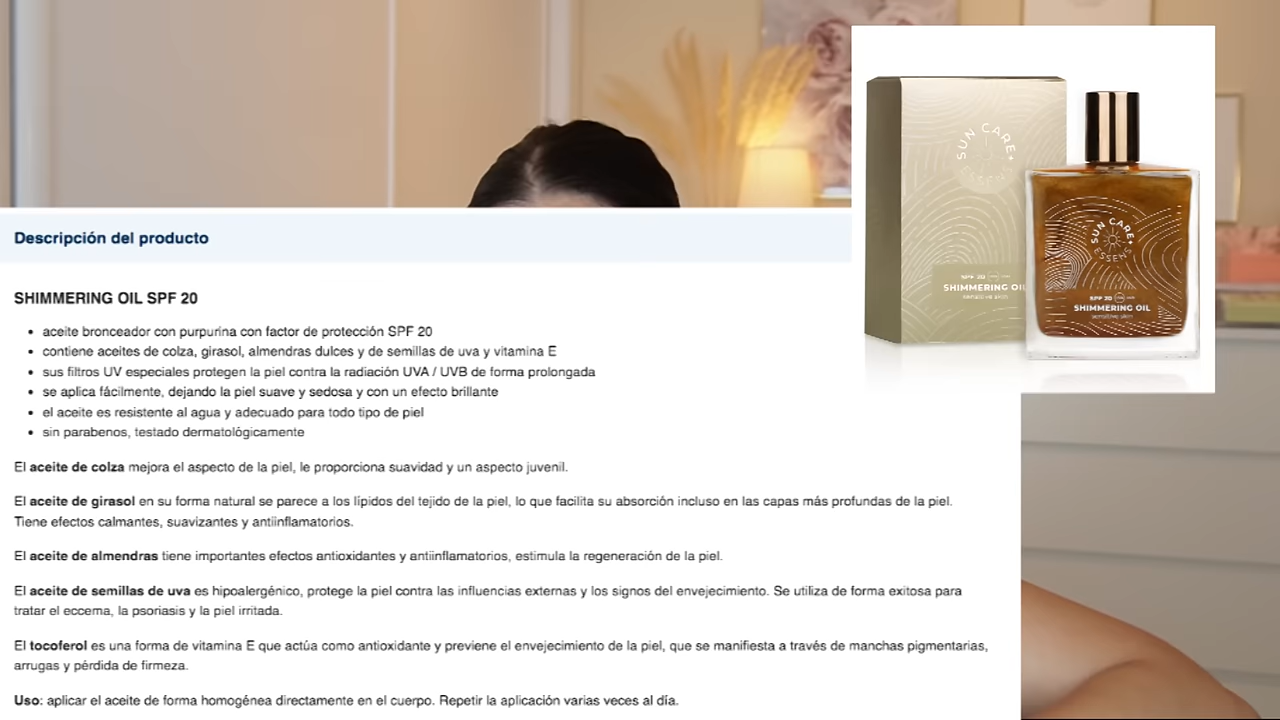 Descripción del producto
SHIMMERING OIL SPF 20
• aceite bronceador con purpurina con factor de protección SPF 20
• contiene aceites de colza, girasol, almendras dulces y de semillas de uva y vitamina E
• sus filtros UV especiales protegen la piel contra la radiación UVA / UVB de forma prolongada
• se aplica fácilmente, dejando la piel suave y sedosa y con un efecto brillante
• el aceite es resistente al agua y adecuado para todo tipo de piel
• sin parabenos, testado dermatológicamente
El aceite de colza mejora el aspecto de la piel, le proporciona suavidad y un aspecto juvenil.
El aceite de girasol en su forma natural se parece a los lípidos del tejido de la piel, lo que facilita su absorción incluso en las capas más profundas de la piel.
Tiene efectos calmantes, suavizantes y antiinflamatorios.
El aceite de almendras tiene importantes efectos antioxidantes y antiinflamatorios, estimula la regeneración de la piel.
El aceite de semillas de uva es hipoalergénico, protege la piel contra las influencias externas y los signos del envejecimiento. Se utiliza de forma exitosa para
tratar el eccema, la psoriasis y la piel irritada.
El tocoferol es una forma de vitamina E que actúa como antioxidante y previene el envejecimiento de la piel, que se manifiesta a través de manchas pigmentarias,
arrugas y pérdida de firmeza.
Uso: aplicar el aceite de forma homogénea directamente en el cuerpo. Repetir la aplicación varias veces al día.
SUN CARE
ESSENS
SPF 20
SHIMMERING OIL
sensitive skin
SUN CARE
ESSENS
SPF 20
SHIMMERING OIL
sensitive skin